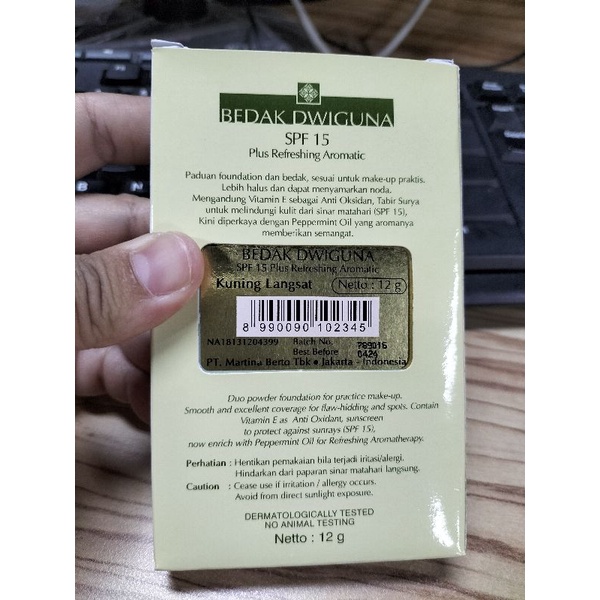 BEDAK DWIGUNA
SPF 15
Plus Refreshing Aromatic
Paduan foundation dan bedak, sesuai untuk make-up praktis.
Lebih halus dan dapat menyamarkan noda.
Mengandung Vitamin E sebagai Anti Oksidan, Tabir Surya
untuk melindungi kulit dari sinar matahari (SPF 15),
Kini diperkaya dengan Peppermint Oil yang aromanya
memberikan semangat.
BEDAK DWIGUNA
SPF 15 Plus Refreshing Aromatic
Kuning Langsat Netto : 12 g
8 990090 102345
NA18131204399 Batch No. 789016
Best Before 0424
PT. Martina Berto Tbk • Jakarta - Indonesia
Duo powder foundation for practice make-up.
Smooth and excellent coverage for flaw-hidding and spots. Contain
Vitamin E as Anti Oxidant, sunscreen
to protect against sunrays (SPF 15),
now enrich with Peppermint Oil for Refreshing Aromatherapy.
Perhatian : Hentikan pemakaian bila terjadi iritasi/alergi.
Hindarkan dari paparan sinar matahari langsung.
Caution : Cease use if irritation / allergy occurs.
Avoid from direct sunlight exposure.
DERMATOLOGICALLY TESTED
NO ANIMAL TESTING
Netto : 12 g